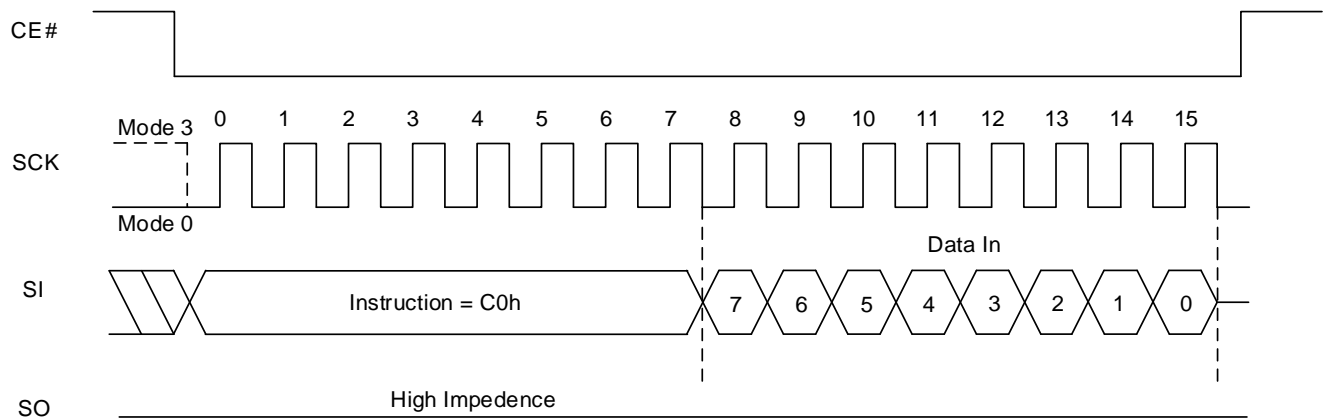 CE#
Mode 3 0 1 2 3 4 5 6 7 8 9 10 11 12 13 14 15
SCK
Mode 0
Data In
SI Instruction = C0h 7 6 5 4 3 2 1 0
High Impedence
SO